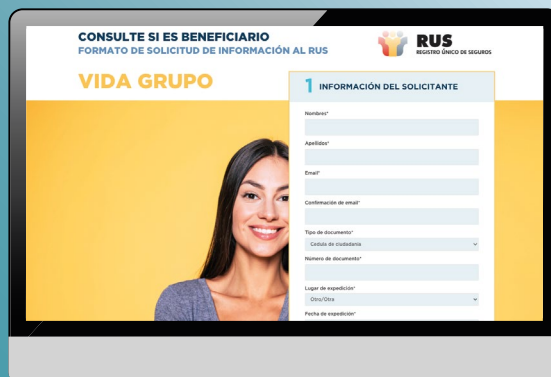 CONSULTE SI ES BENEFICIARIO
FORMATO DE SOLICITUD DE INFORMACIÓN AL RUS
RUS
REGISTRO ÚNICO DE SEGUROS
VIDA GRUPO
1 INFORMACIÓN DEL SOLICITANTE
Nombres*
Apellidos*
Email*
Confirmación de email*
Tipo de documento*
Cedula de ciudadanía
Número de documento*
Lugar de expedición*
Otro/Otra
Fecha de expedición*